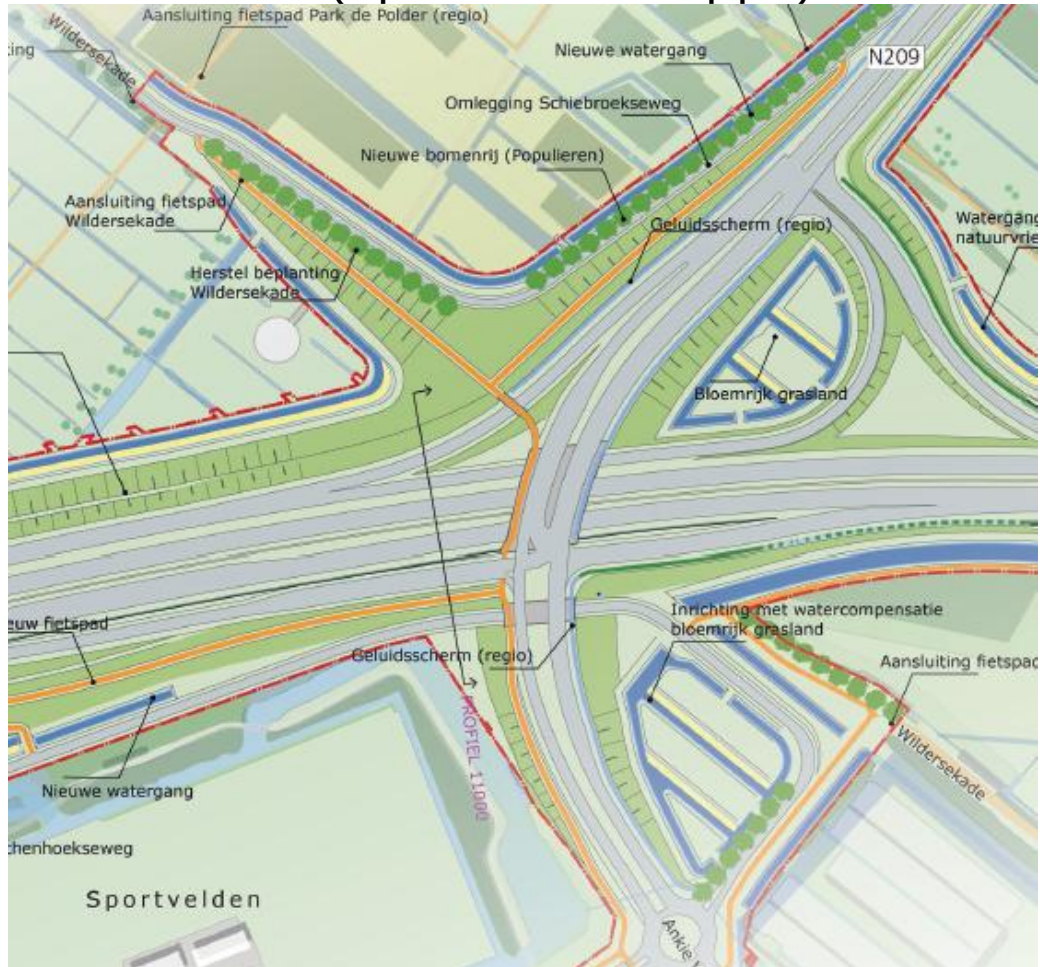 Aansluiting fietspad Park de Polder (regio)
Wildersekade
Nieuwe watergang
N209
Omlegging Schiebroekseweg
Nieuwe bomenrij (Populieren)
Aansluiting fietspad
Wildersekade
Geluidsscherm (regio)
Watergang
natuurvrie
Herstel beplanting
Wildersekade
Bloemrijk grasland
Inrichting met watercompensatie
bloemrijk grasland
euw fietspad
Geluidsscherm (regio)
Aansluiting fietspad
PROFIEL 11000
Wildersekade
Nieuwe watergang
chenhoekseweg
Sportvelden
Ankie